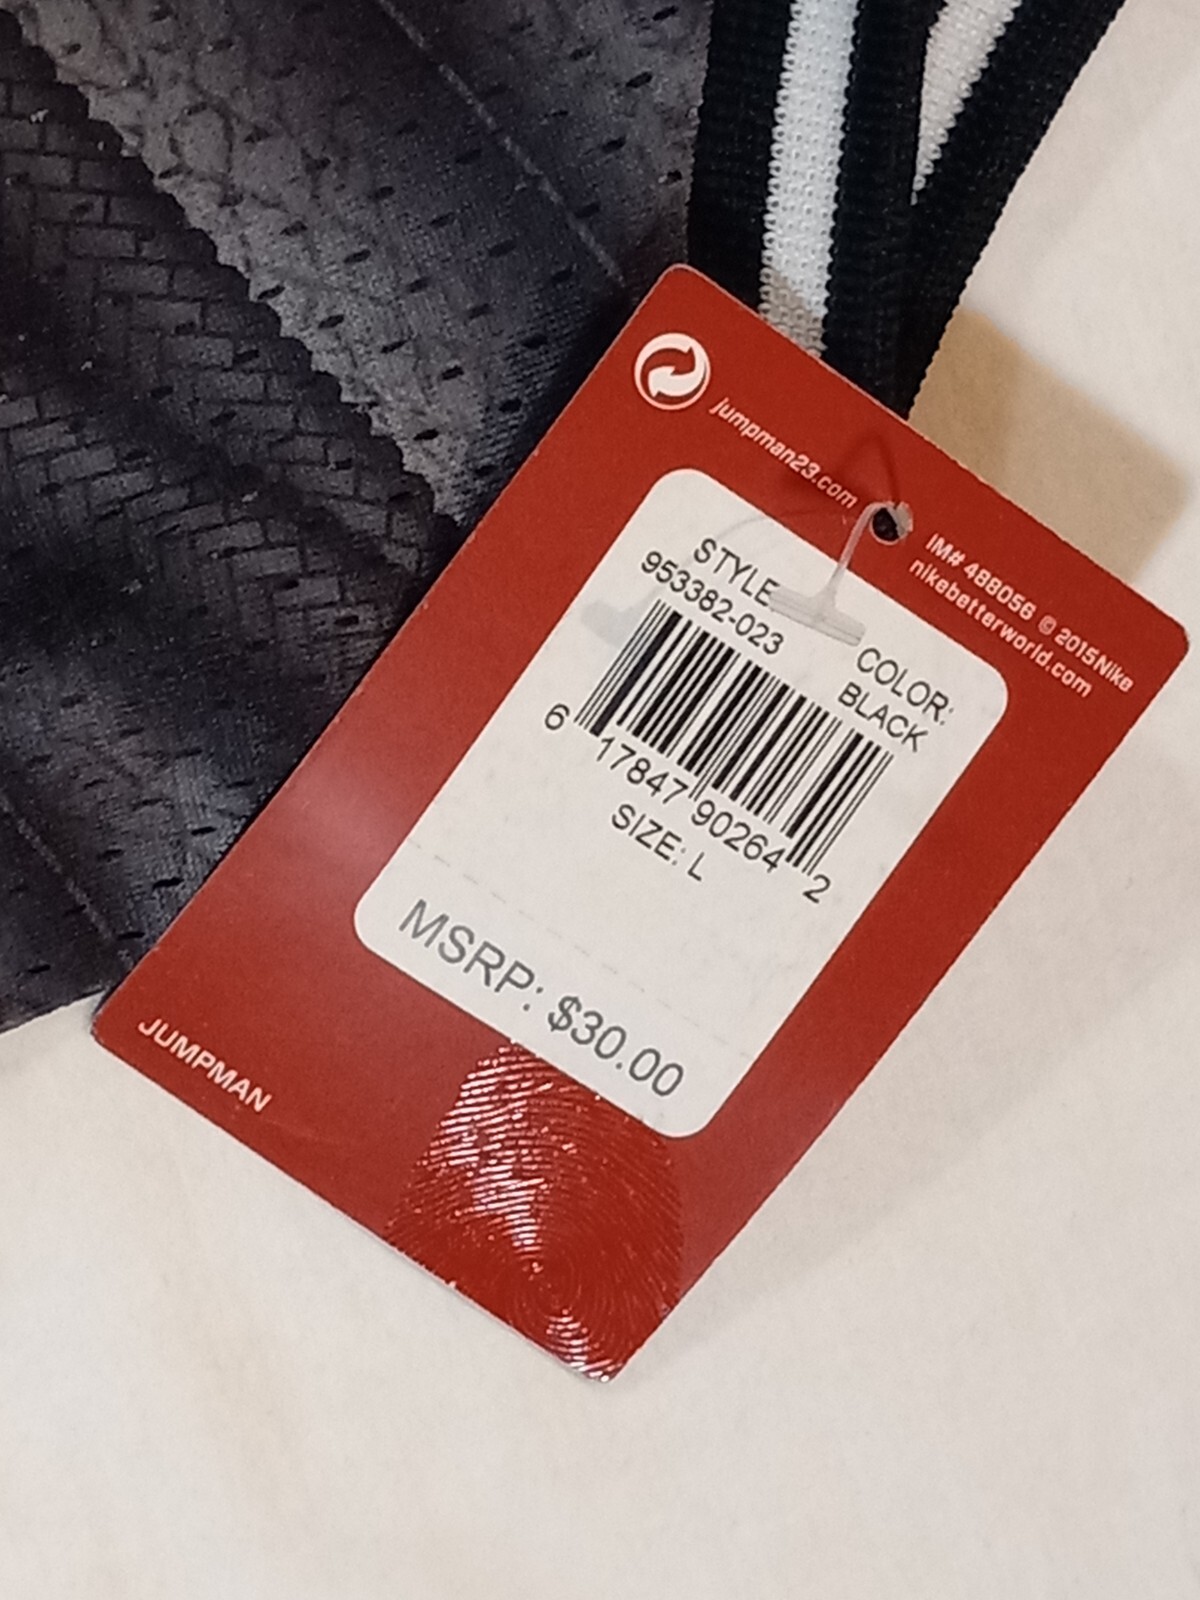 jumpman23.com
IM# 488056 © 2015Nike
nikebetterworld.com
STYLE:
953382-023
COLOR:
BLACK
6 17847 90264 2
SIZE: L
MSRP: $30.00
JUMPMAN